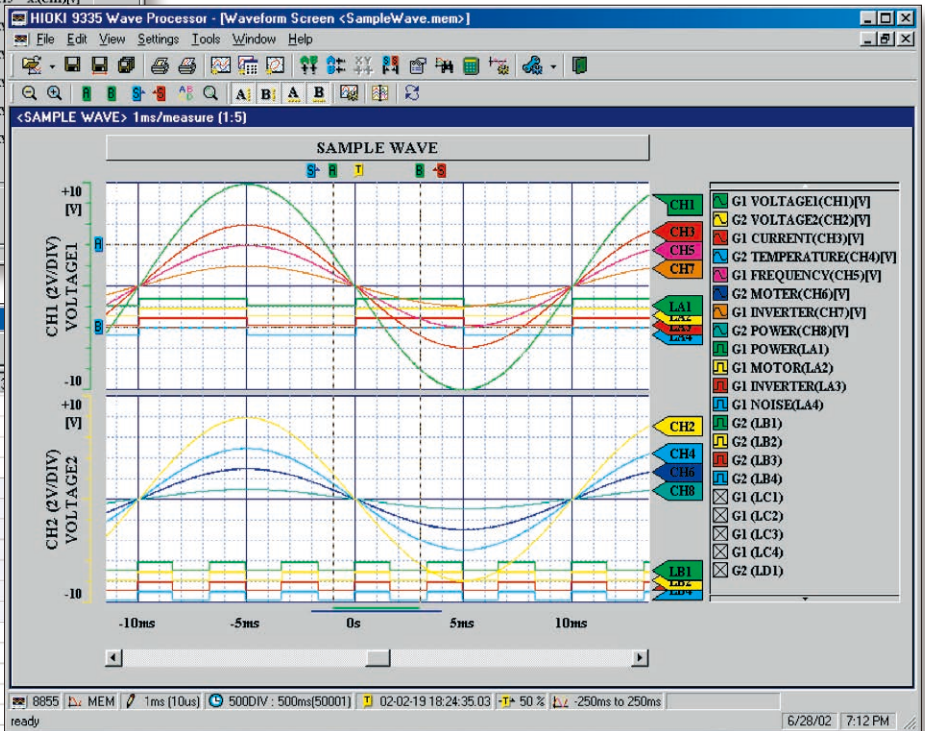 HIOKI 9335 Wave Processor - [Waveform Screen <SampleWave.mem>]
File Edit View Settings Tools Window Help
A B A B
<SAMPLE WAVE> 1ms/measure (1:5)
SAMPLE WAVE
S A T B S
+10
[V]
CH1 (2V/DIV)
VOLTAGE1
-10
A
B
CH1
CH3
CH5
CH7
LA1
LA2
LA3
LA4
+10
[V]
CH2 (2V/DIV)
VOLTAGE2
-10
CH2
CH4
CH6
CH8
LB1
LB2
LB4
-10ms -5ms 0s 5ms 10ms
G1 VOLTAGE1(CH1)[V]
G2 VOLTAGE2(CH2)[V]
G1 CURRENT(CH3)[V]
G2 TEMPERATURE(CH4)[V]
G1 FREQUENCY(CH5)[V]
G2 MOTER(CH6)[V]
G1 INVERTER(CH7)[V]
G2 POWER(CH8)[V]
G1 POWER(LA1)
G1 MOTOR(LA2)
G1 INVERTER(LA3)
G1 NOISE(LA4)
G2 (LB1)
G2 (LB2)
G2 (LB3)
G2 (LB4)
G1 (LC1)
G1 (LC2)
G1 (LC3)
G1 (LC4)
G2 (LD1)
8855 MEM 1ms (10us) 500DIV : 500ms(50001) T 02-02-19 18:24:35.03 -T- 50 % -250ms to 250ms
ready 6/28/02 7:12 PM